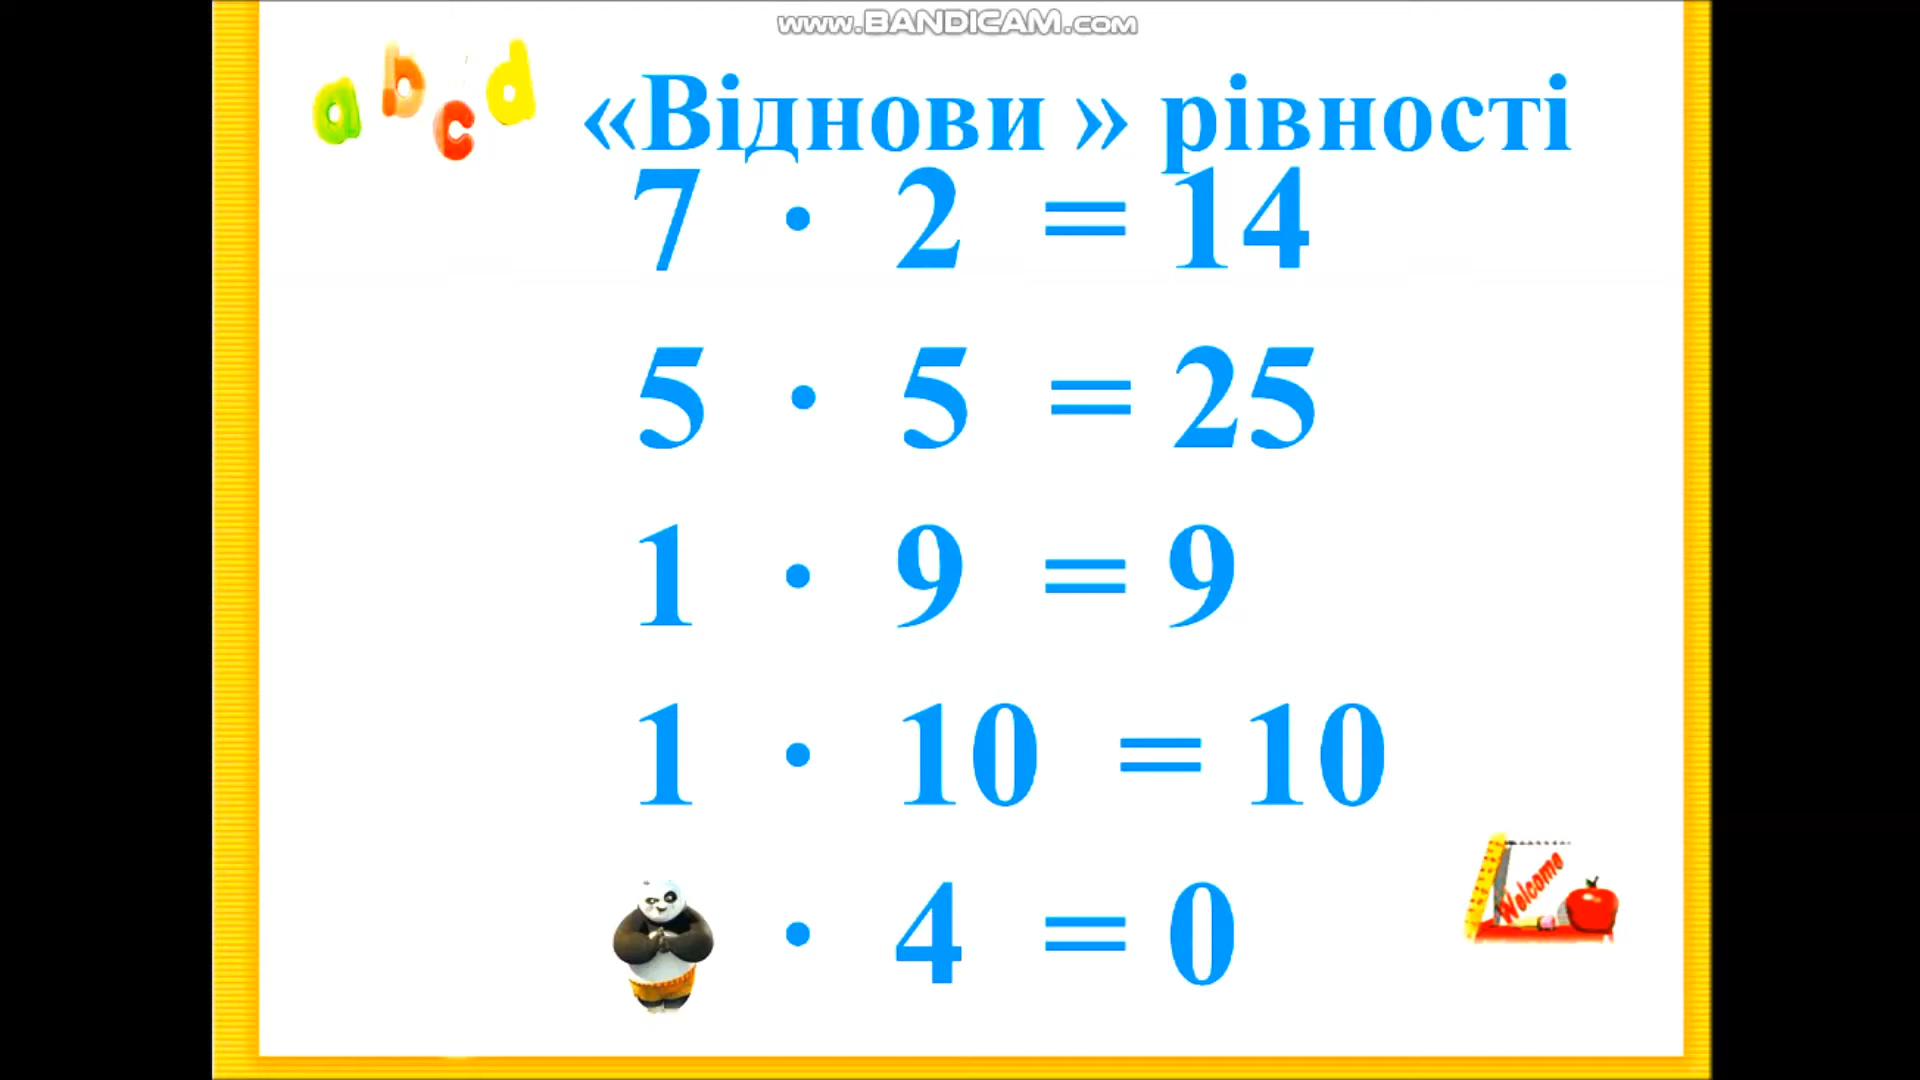 www.BANDICAM.com
a b c d
«Віднови » рівності
7 · 2 = 14
5 · 5 = 25
1 · 9 = 9
1 · 10 = 10
· 4 = 0
Welcome